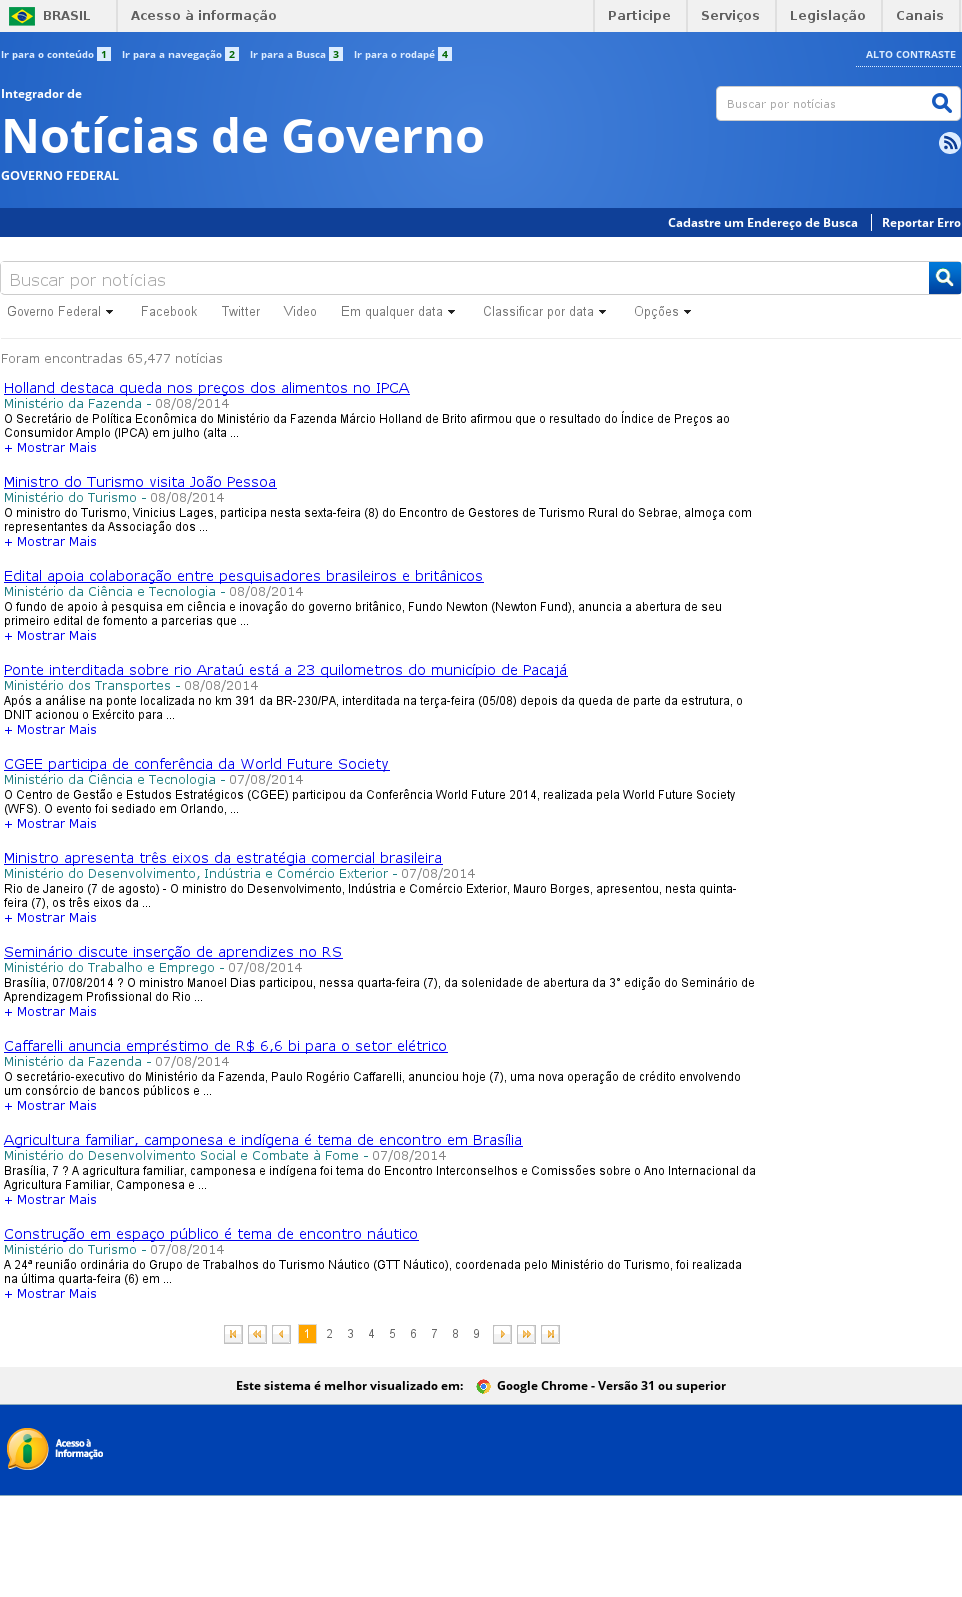 BRASIL
Acesso à informação
Participe
Serviços
Legislação
Canais
Ir para o conteúdo 1
Ir para a navegação 2
Ir para a Busca 3
Ir para o rodapé 4
ALTO CONTRASTE
Integrador de
Notícias de Governo
GOVERNO FEDERAL
Buscar por notícias
Cadastre um Endereço de Busca
Reportar Erro
Buscar por notícias
Governo Federal
Facebook
Twitter
Video
Em qualquer data
Classificar por data
Opções
Foram encontradas 65,477 notícias
Holland destaca queda nos preços dos alimentos no IPCA
Ministério da Fazenda - 08/08/2014
O Secretário de Política Econômica do Ministério da Fazenda Márcio Holland de Brito afirmou que o resultado do Índice de Preços ao
Consumidor Amplo (IPCA) em julho (alta ...
+ Mostrar Mais
Ministro do Turismo visita João Pessoa
Ministério do Turismo - 08/08/2014
O ministro do Turismo, Vinicius Lages, participa nesta sexta-feira (8) do Encontro de Gestores de Turismo Rural do Sebrae, almoça com
representantes da Associação dos ...
+ Mostrar Mais
Edital apoia colaboração entre pesquisadores brasileiros e britânicos
Ministério da Ciência e Tecnologia - 08/08/2014
O fundo de apoio à pesquisa em ciência e inovação do governo britânico, Fundo Newton (Newton Fund), anuncia a abertura de seu
primeiro edital de fomento a parcerias que ...
+ Mostrar Mais
Ponte interditada sobre rio Arataú está a 23 quilometros do município de Pacajá
Ministério dos Transportes - 08/08/2014
Após a análise na ponte localizada no km 391 da BR-230/PA, interditada na terça-feira (05/08) depois da queda de parte da estrutura, o
DNIT acionou o Exército para ...
+ Mostrar Mais
CGEE participa de conferência da World Future Society
Ministério da Ciência e Tecnologia - 07/08/2014
O Centro de Gestão e Estudos Estratégicos (CGEE) participou da Conferência World Future 2014, realizada pela World Future Society
(WFS). O evento foi sediado em Orlando, ...
+ Mostrar Mais
Ministro apresenta três eixos da estratégia comercial brasileira
Ministério do Desenvolvimento, Indústria e Comércio Exterior - 07/08/2014
Rio de Janeiro (7 de agosto) - O ministro do Desenvolvimento, Indústria e Comércio Exterior, Mauro Borges, apresentou, nesta quinta-
feira (7), os três eixos da ...
+ Mostrar Mais
Seminário discute inserção de aprendizes no RS
Ministério do Trabalho e Emprego - 07/08/2014
Brasília, 07/08/2014 ? O ministro Manoel Dias participou, nessa quarta-feira (7), da solenidade de abertura da 3° edição do Seminário de
Aprendizagem Profissional do Rio ...
+ Mostrar Mais
Caffarelli anuncia empréstimo de R$ 6,6 bi para o setor elétrico
Ministério da Fazenda - 07/08/2014
O secretário-executivo do Ministério da Fazenda, Paulo Rogério Caffarelli, anunciou hoje (7), uma nova operação de crédito envolvendo
um consórcio de bancos públicos e ...
+ Mostrar Mais
Agricultura familiar, camponesa e indígena é tema de encontro em Brasília
Ministério do Desenvolvimento Social e Combate à Fome - 07/08/2014
Brasília, 7 ? A agricultura familiar, camponesa e indígena foi tema do Encontro Interconselhos e Comissões sobre o Ano Internacional da
Agricultura Familiar, Camponesa e ...
+ Mostrar Mais
Construção em espaço público é tema de encontro náutico
Ministério do Turismo - 07/08/2014
A 24ª reunião ordinária do Grupo de Trabalhos do Turismo Náutico (GTT Náutico), coordenada pelo Ministério do Turismo, foi realizada
na última quarta-feira (6) em ...
+ Mostrar Mais
1 2 3 4 5 6 7 8 9
Este sistema é melhor visualizado em: Google Chrome - Versão 31 ou superior
Acesso à
Informação